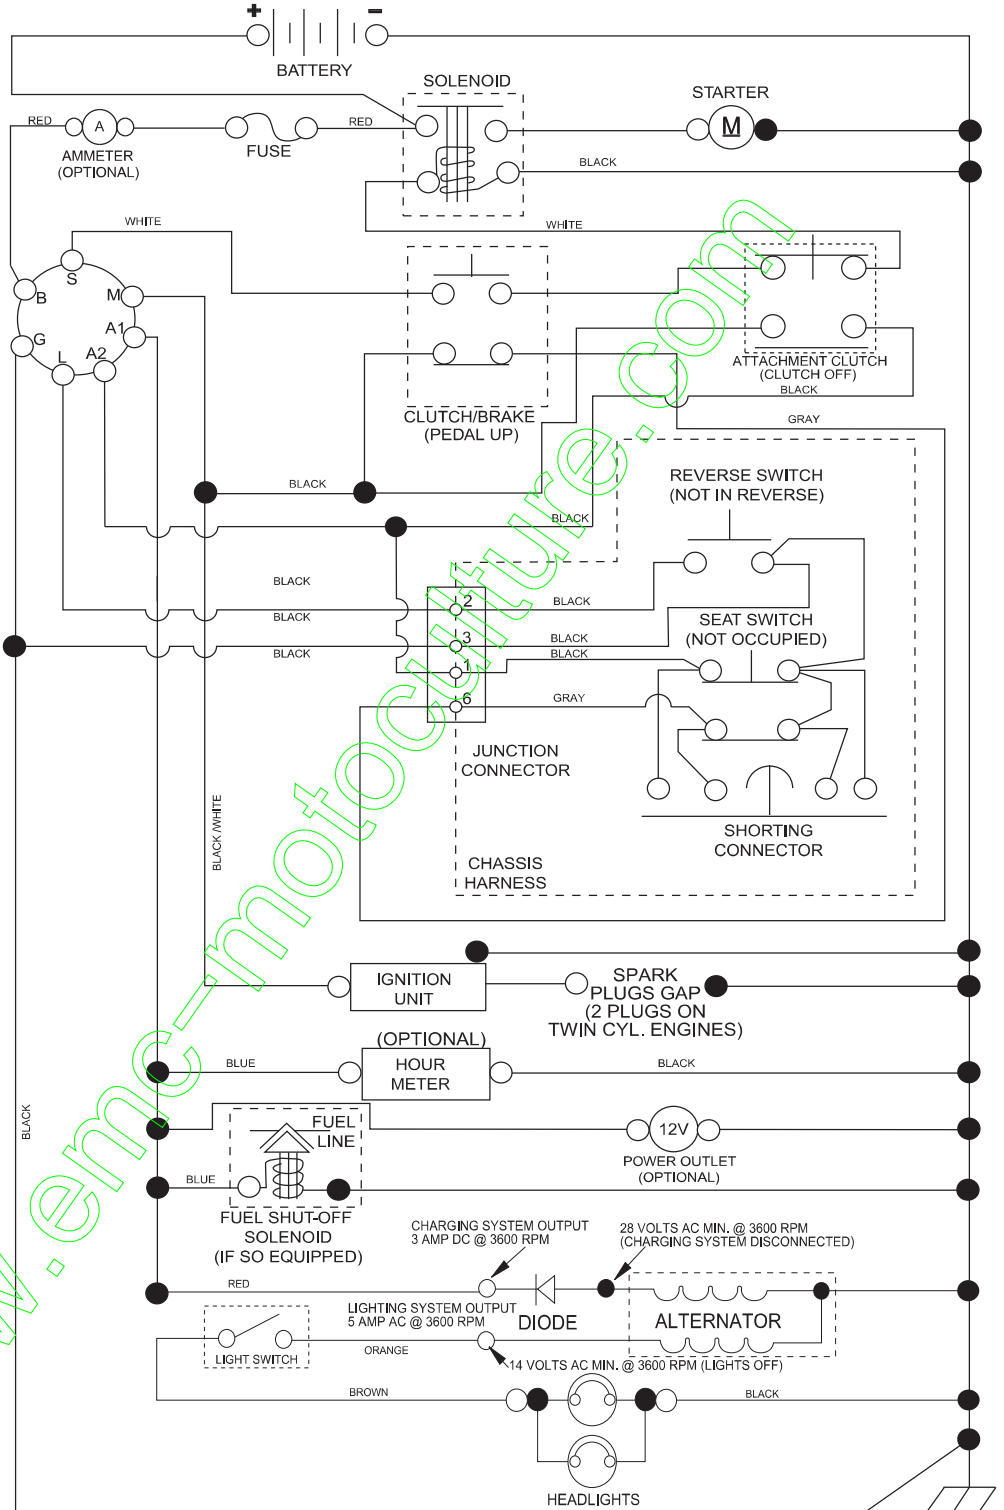 + -
BATTERY
SOLENOID
STARTER
RED
A
RED
M
AMMETER
(OPTIONAL)
FUSE
BLACK
WHITE
WHITE
S
B
M
G
A1
L
A2
ATTACHMENT CLUTCH
(CLUTCH OFF)
BLACK
CLUTCH/BRAKE
(PEDAL UP)
GRAY
REVERSE SWITCH
(NOT IN REVERSE)
BLACK
BLACK
BLACK
2
BLACK
BLACK
SEAT SWITCH
(NOT OCCUPIED)
3
BLACK
BLACK
BLACK
1
6
GRAY
JUNCTION
CONNECTOR
BLACK/WHITE
SHORTING
CONNECTOR
CHASSIS
HARNESS
IGNITION
UNIT
SPARK
PLUGS GAP
(2 PLUGS ON
TWIN CYL. ENGINES)
(OPTIONAL)
HOUR
METER
BLUE
BLACK
BLACK
FUEL
LINE
12V
POWER OUTLET
(OPTIONAL)
BLUE
FUEL SHUT-OFF
SOLENOID
(IF SO EQUIPPED)
CHARGING SYSTEM OUTPUT
3 AMP DC @ 3600 RPM
28 VOLTS AC MIN. @ 3600 RPM
(CHARGING SYSTEM DISCONNECTED)
RED
LIGHTING SYSTEM OUTPUT
5 AMP AC @ 3600 RPM
DIODE
ALTERNATOR
LIGHT SWITCH
ORANGE
14 VOLTS AC MIN. @ 3600 RPM (LIGHTS OFF)
BROWN
BLACK
HEADLIGHTS
w.emc-motoculture.com